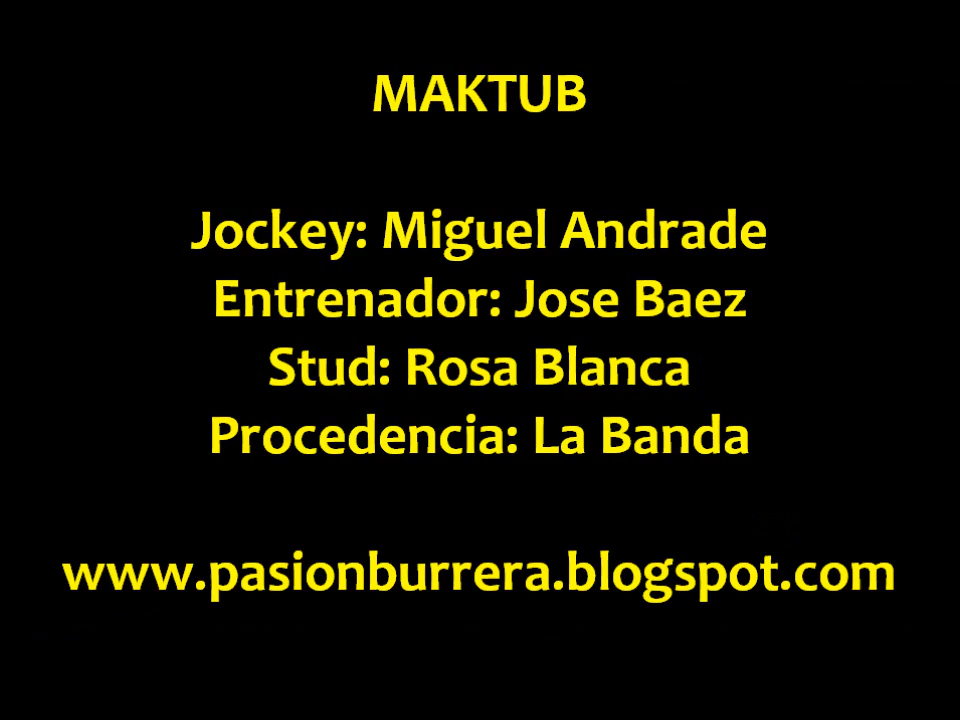 MAKTUB
Jockey: Miguel Andrade
Entrenador: Jose Baez
Stud: Rosa Blanca
Procedencia: La Banda
www.pasionburrera.blogspot.com